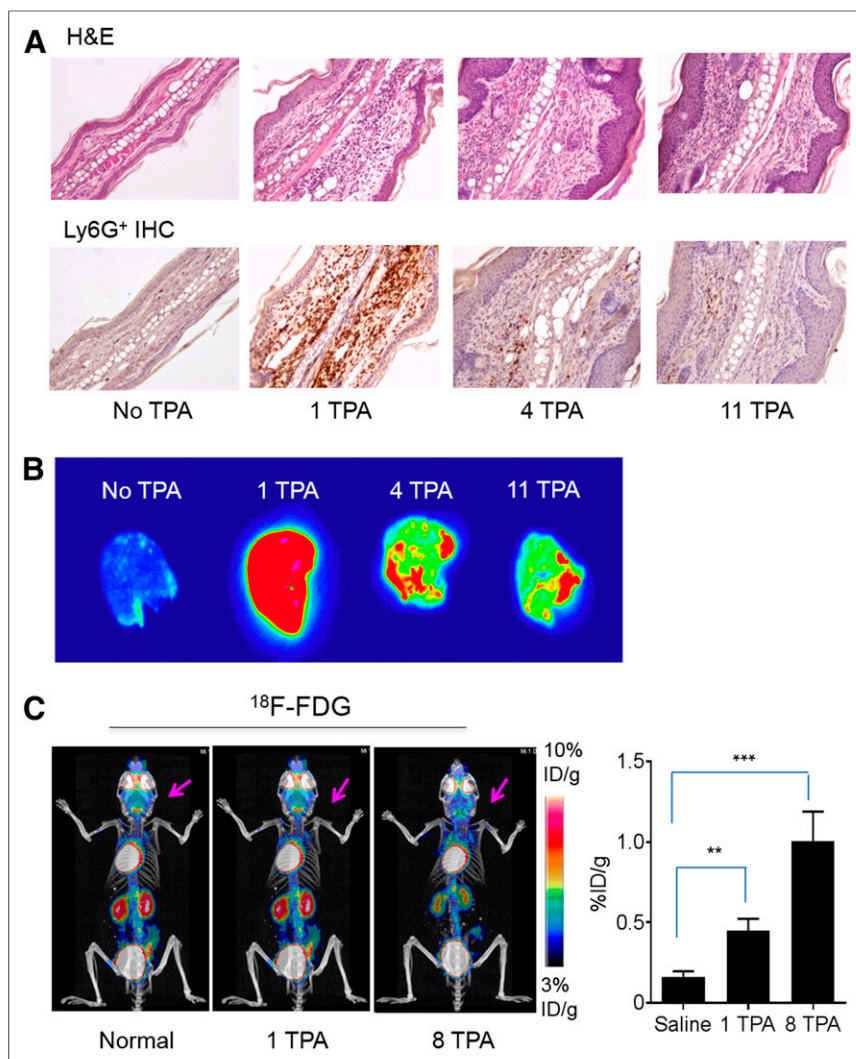 A
H&E
Ly6G+ IHC
No TPA 1 TPA 4 TPA 11 TPA
B
No TPA 1 TPA 4 TPA 11 TPA
C
18F-FDG
10%
ID/g
3%
ID/g
Normal 1 TPA 8 TPA
1.5
1.0
0.5
0
%ID/g
***
**
Saline 1 TPA 8 TPA